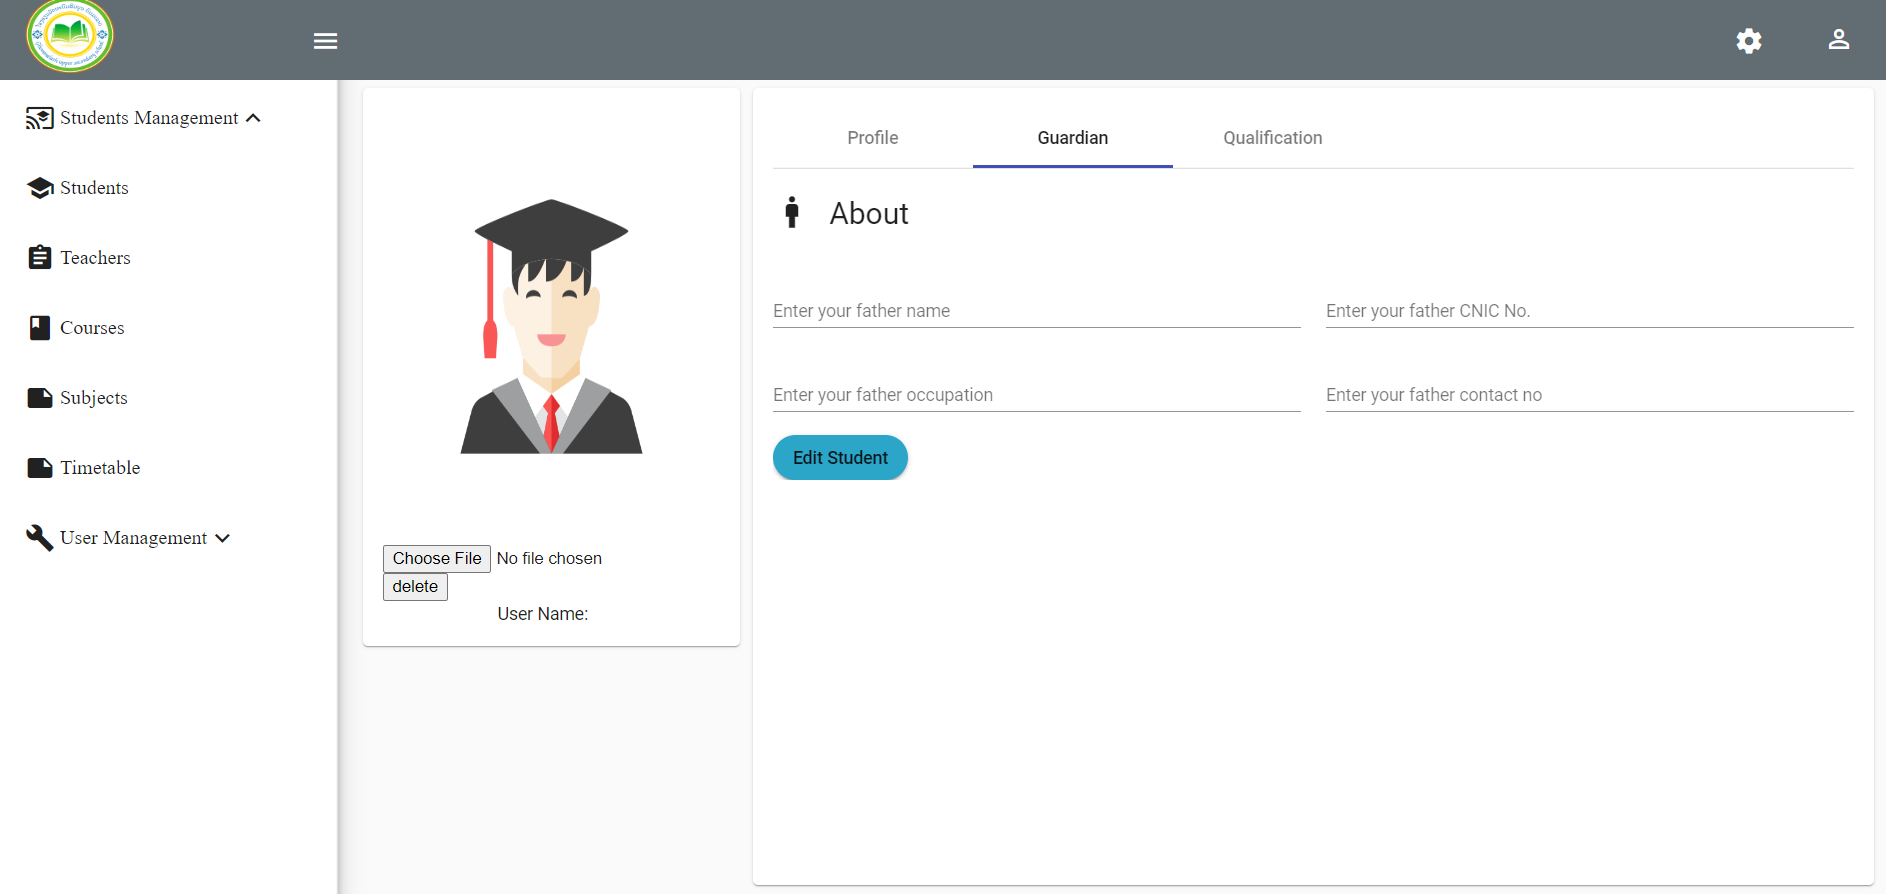 Students Management
Students
Teachers
Courses
Subjects
Timetable
User Management
Choose File No file chosen
delete
User Name:
Profile Guardian Qualification
About
Enter your father name Enter your father CNIC No.
Enter your father occupation Enter your father contact no
Edit Student